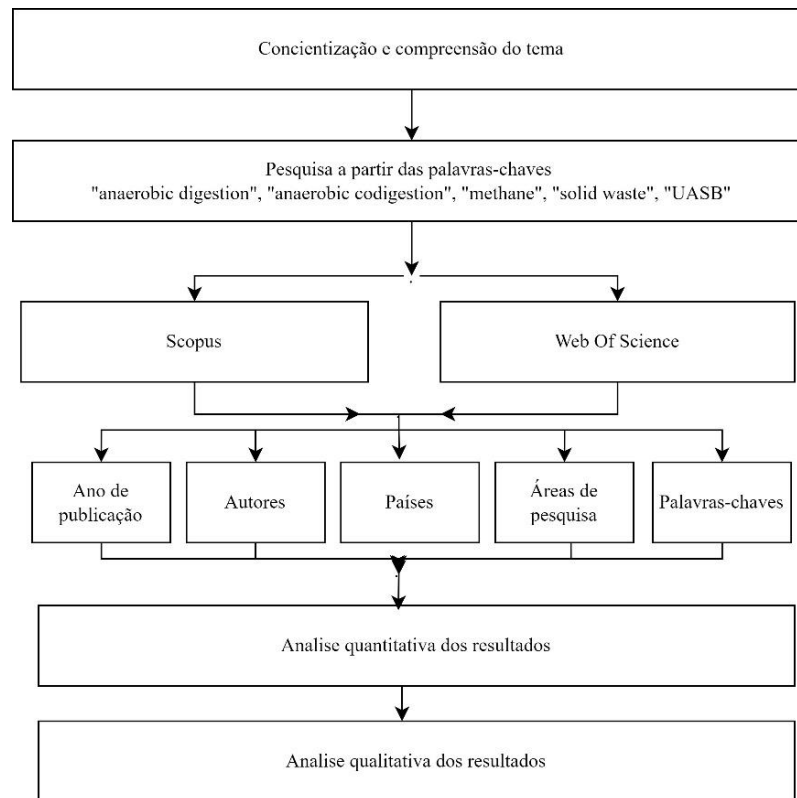 Concientização e compreensão do tema
Pesquisa a partir das palavras-chaves
"anaerobic digestion", "anaerobic codigestion", "methane", "solid waste", "UASB"
Scopus
Web Of Science
Ano de
publicação
Autores
Países
Áreas de
pesquisa
Palavras-chaves
Analise quantitativa dos resultados
Analise qualitativa dos resultados